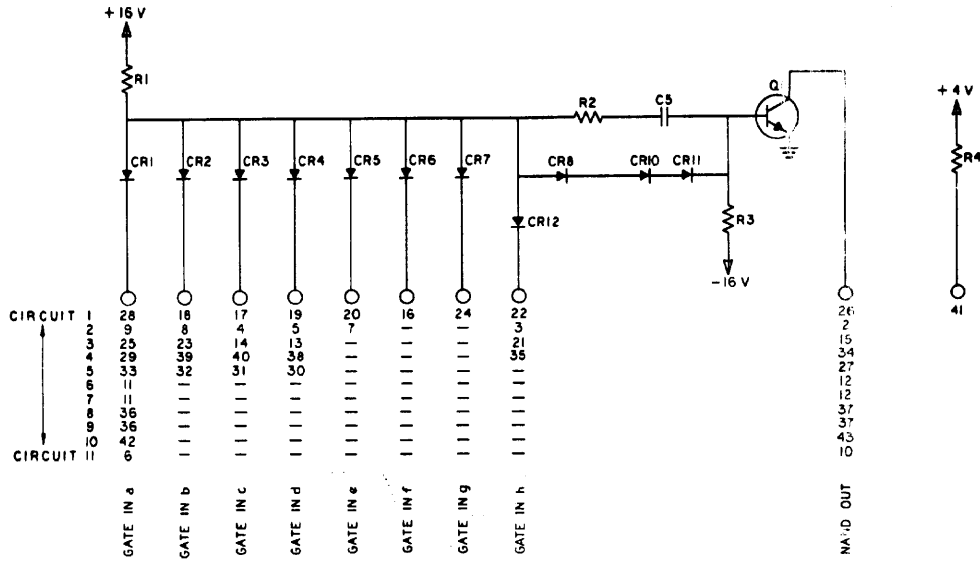 +16 V
R1
CR1 CR2 CR3 CR4 CR5 CR6 CR7
R2 C5 Q
CR8 CR10 CR11
CR12
R3
-16 V
+4 V
R4
CIRCUIT 1 28 18 17 19 20 16 24 22 26 41
2 9 8 4 5 7 — — 3 2
3 25 23 14 13 — — — 21 15
4 29 39 40 38 — — — 35 34
5 33 32 31 30 — — — — 27
6 11 — — — — — — — 12
7 11 — — — — — — — 12
8 36 — — — — — — — 37
9 36 — — — — — — — 37
10 42 — — — — — — — 43
CIRCUIT 11 6 — — — — — — — 10
GATE IN a
GATE IN b
GATE IN c
GATE IN d
GATE IN e
GATE IN f
GATE IN g
GATE IN h
NAND OUT